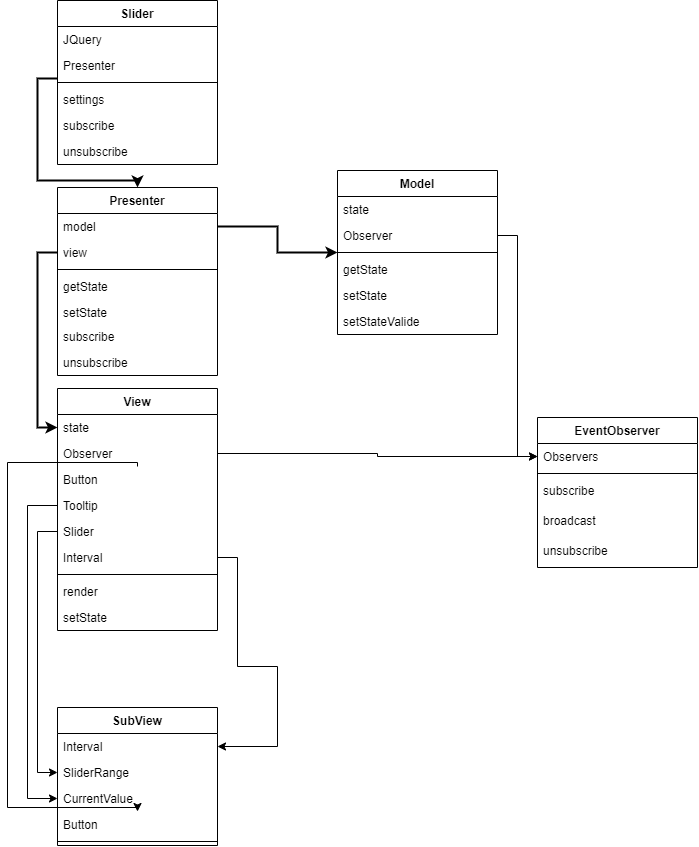 Slider
JQuery
Presenter
settings
subscribe
unsubscribe
Presenter
model
view
getState
setState
subscribe
unsubscribe
Model
state
Observer
getState
setState
setStateValide
View
state
Observer
Button
Tooltip
Slider
Interval
render
setState
EventObserver
Observers
subscribe
broadcast
unsubscribe
SubView
Interval
SliderRange
CurrentValue
Button